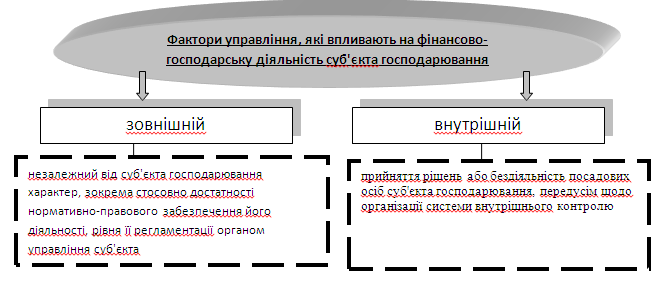 Фактори управління, які впливають на фінансово-
господарську діяльність суб'єкта господарювання
зовнішній
внутрішній
незалежний від суб'єкта господарювання
характер, зокрема стосовно достатності
нормативно-правового забезпечення його
діяльності, рівня її регламентації органом
управління суб'єкта
прийняття рішень або бездіяльність посадових
осіб суб'єкта господарювання, передусім щодо
організації системи внутрішнього контролю